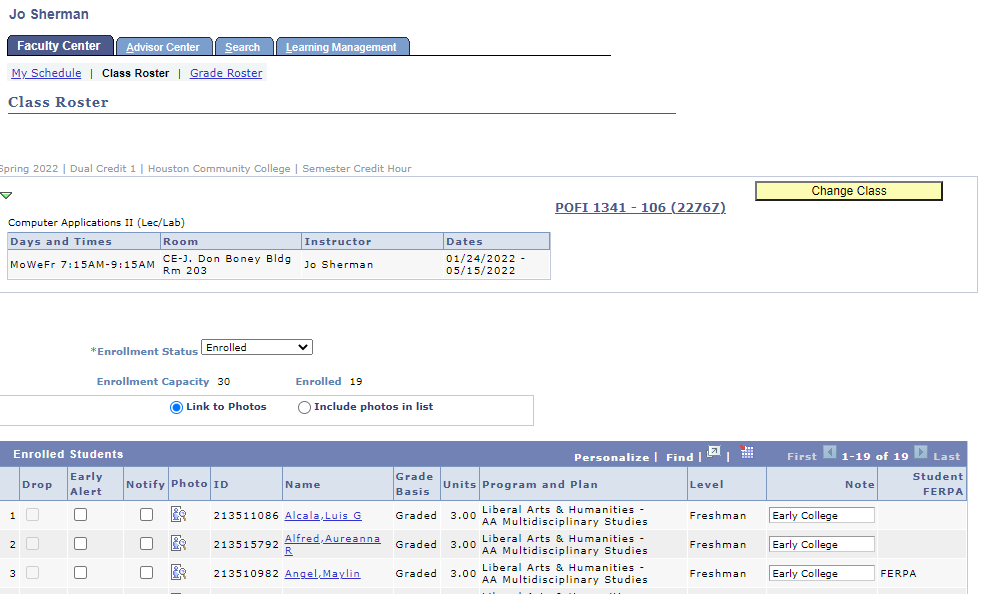 Jo Sherman
Faculty Center Advisor Center Search Learning Management
My Schedule | Class Roster | Grade Roster
Class Roster
Spring 2022 | Dual Credit 1 | Houston Community College | Semester Credit Hour
Change Class
POFI 1341 - 106 (22767)
Computer Applications II (Lec/Lab)
Days and Times Room Instructor Dates
MoWeFr 7:15AM-9:15AM CE-J. Don Boney Bldg Rm 203 Jo Sherman 01/24/2022 - 05/15/2022
*Enrollment Status Enrolled
Enrollment Capacity 30 Enrolled 19
Link to Photos Include photos in list
Enrolled Students Personalize | Find | | First 1-19 of 19 Last
Drop Early Alert Notify Photo ID Name Grade Basis Units Program and Plan Level Note Student FERPA
1 213511086 Alcala,Luis G Graded 3.00 Liberal Arts & Humanities - AA Multidisciplinary Studies Freshman Early College
2 213515792 Alfred,Aureanna R Graded 3.00 Liberal Arts & Humanities - AA Multidisciplinary Studies Freshman Early College
3 213510982 Angel,Maylin Graded 3.00 Liberal Arts & Humanities - AA Multidisciplinary Studies Freshman Early College FERPA